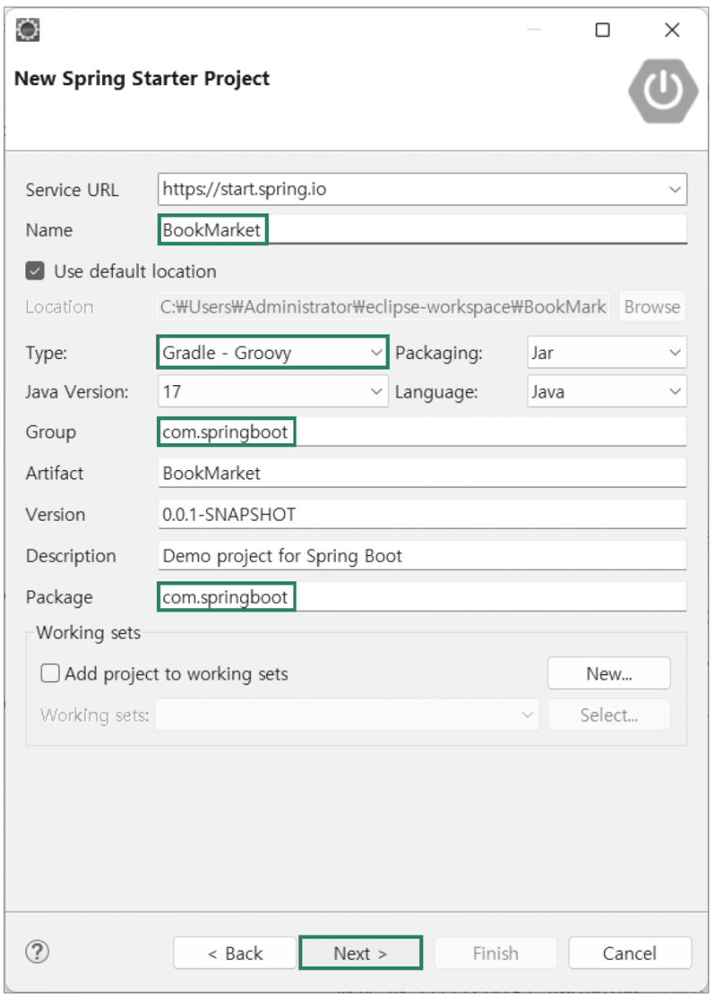 New Spring Starter Project
Service URL https://start.spring.io
Name BookMarket
Use default location
Location C:₩Users₩Administrator₩eclipse-workspace₩BookMark Browse
Type: Gradle - Groovy Packaging: Jar
Java Version: 17 Language: Java
Group com.springboot
Artifact BookMarket
Version 0.0.1-SNAPSHOT
Description Demo project for Spring Boot
Package com.springboot
Working sets
Add project to working sets New...
Working sets: Select...
? < Back Next > Finish Cancel